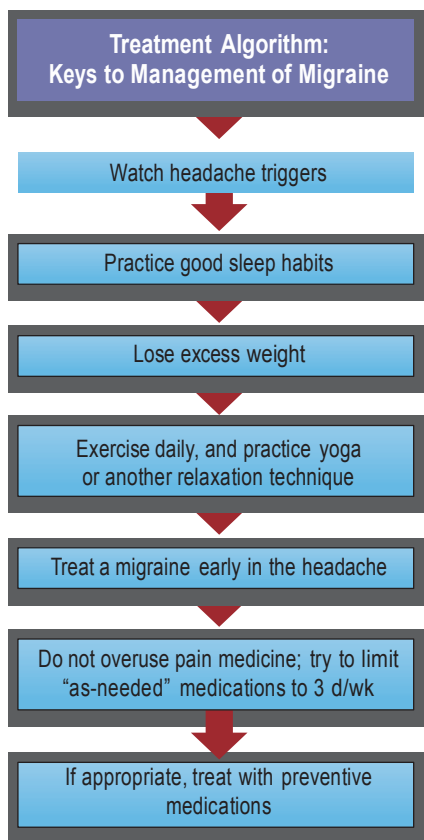 Treatment Algorithm:
Keys to Management of Migraine
Watch headache triggers
Practice good sleep habits
Lose excess weight
Exercise daily, and practice yoga
or another relaxation technique
Treat a migraine early in the headache
Do not overuse pain medicine; try to limit
“as-needed” medications to 3 d/wk
If appropriate, treat with preventive
medications